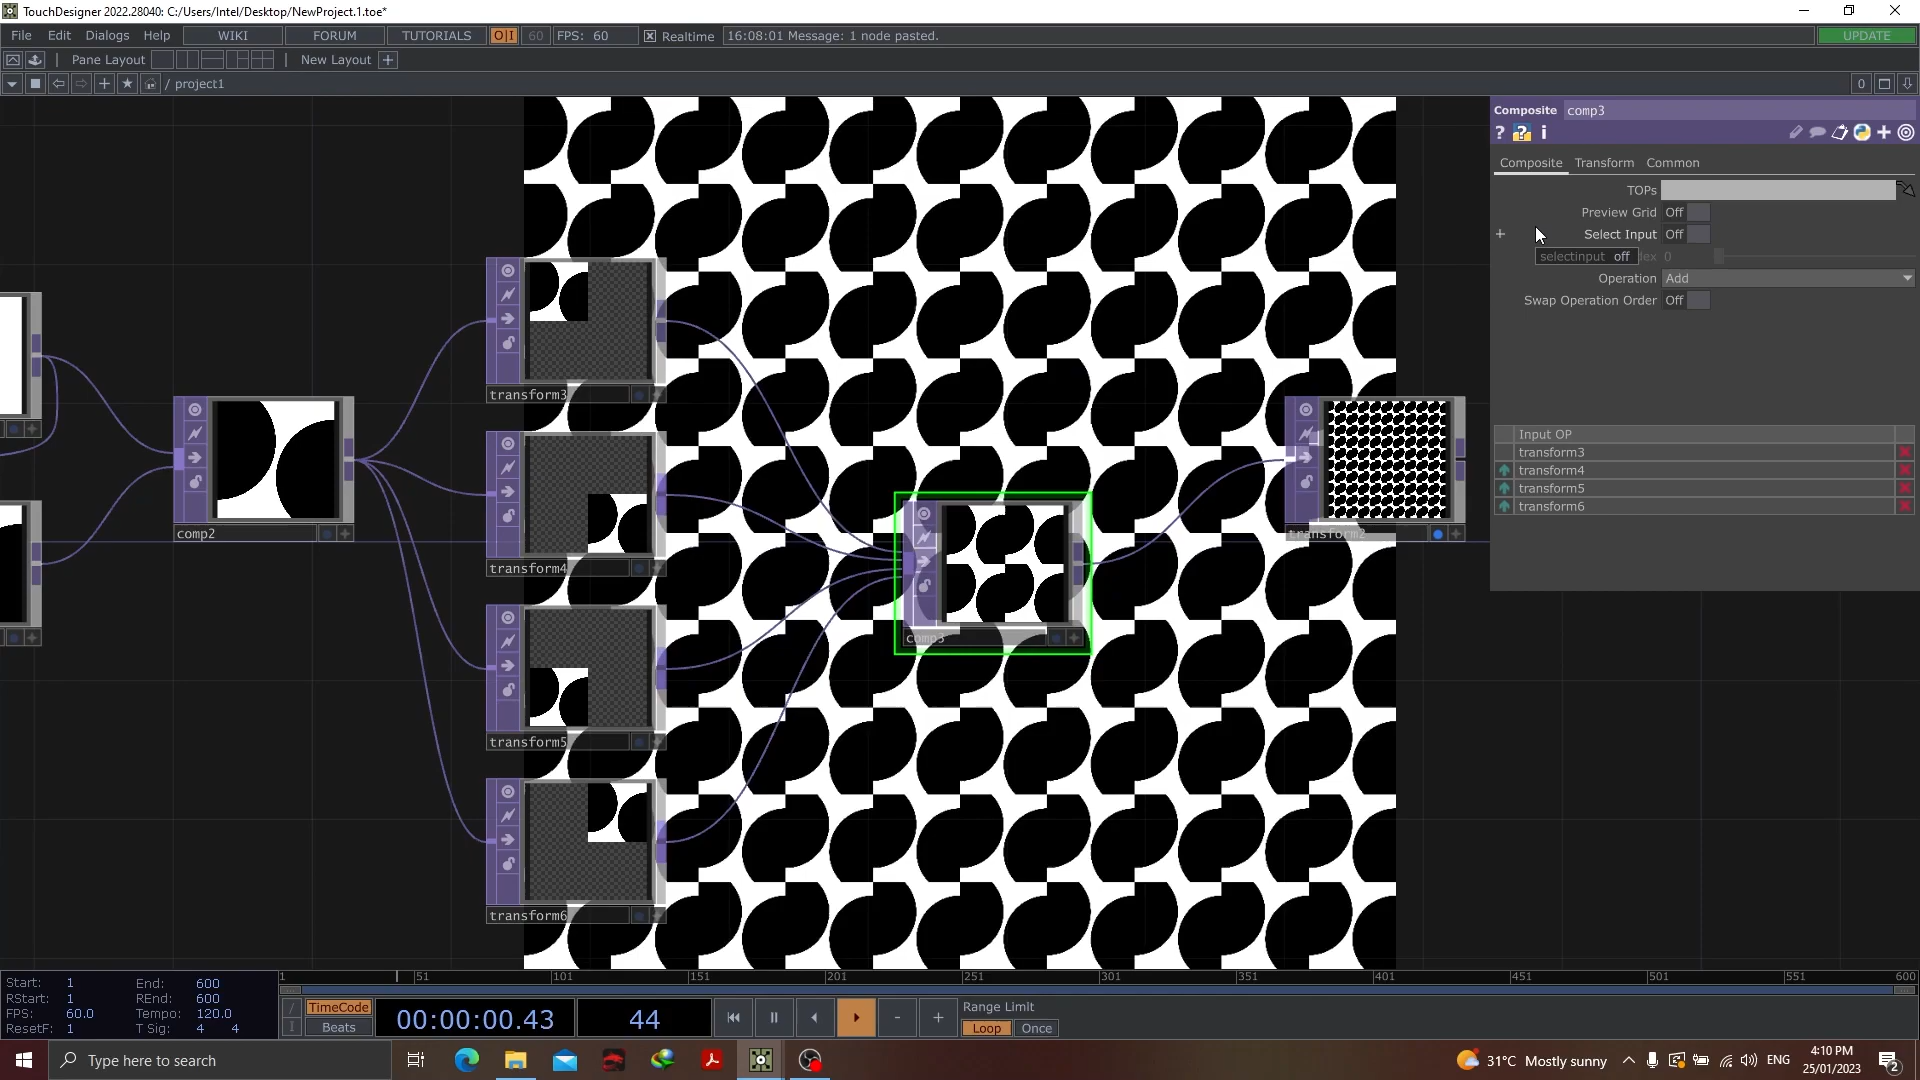 TouchDesigner 2022.28040: C:/Users/Intel/Desktop/NewProject.1.toe*
File Edit Dialogs Help WIKI FORUM TUTORIALS O|I 60 FPS: 60 Realtime 16:08:01 Message: 1 node pasted. UPDATE
Pane Layout New Layout
/ project1 0
Composite comp3
Composite Transform Common
TOPs
Preview Grid Off
Select Input Off
selectinput off dex 0
Operation Add
Swap Operation Order Off
Input OP
transform3
transform4
transform5
transform6
transform3
comp2
transform2
transform4
comp3
transform5
transform6
1 51 101 151 201 251 301 351 401 451 501 551 600
Start: 1 End: 600
RStart: 1 REnd: 600
FPS: 60.0 Tempo: 120.0
ResetF: 1 T Sig: 4 4
TimeCode
Beats
00:00:00.43
44
Range Limit
Loop Once
Type here to search
31°C Mostly sunny ENG
4:10 PM
25/01/2023
2